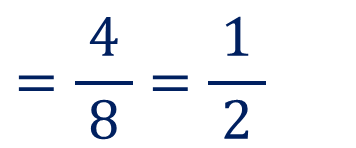 = 4/8 = 1/2